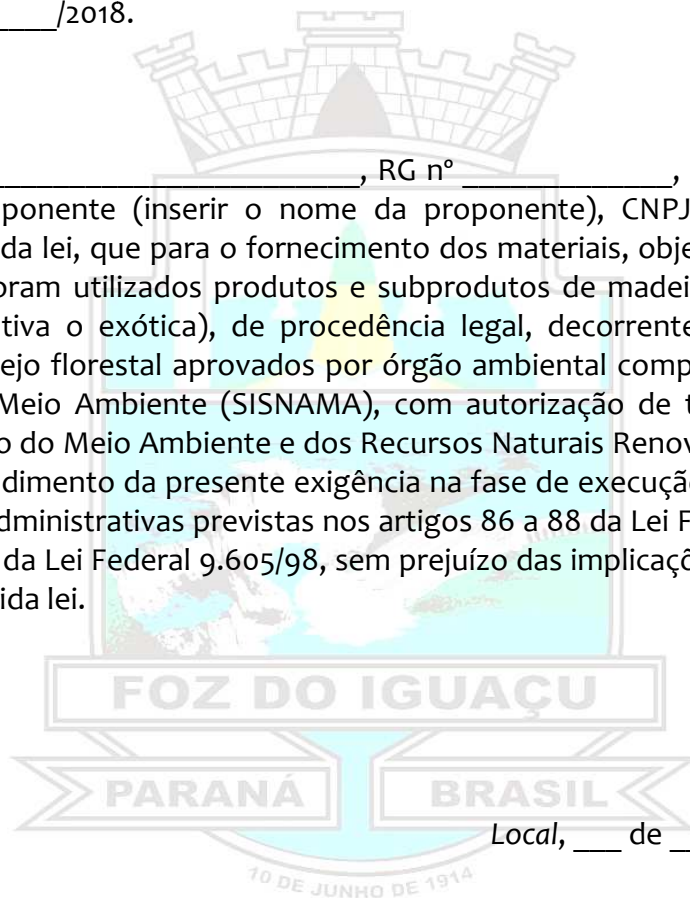 ____/2018.
______________________, RG nº _____________,
ponente (inserir o nome da proponente), CNPJ
da lei, que para o fornecimento dos materiais, obje
oram utilizados produtos e subprodutos de madei
tiva o exótica), de procedência legal, decorrente
ejo florestal aprovados por órgão ambiental comp
Meio Ambiente (SISNAMA), com autorização de t
o do Meio Ambiente e dos Recursos Naturais Renov
dimento da presente exigência na fase de execução
dministrativas previstas nos artigos 86 a 88 da Lei F
da Lei Federal 9.605/98, sem prejuízo das implicaçõ
ida lei.
FOZ DO IGUAÇU
PARANÁ BRASIL
Local, ___ de __
10 DE JUNHO DE 1914